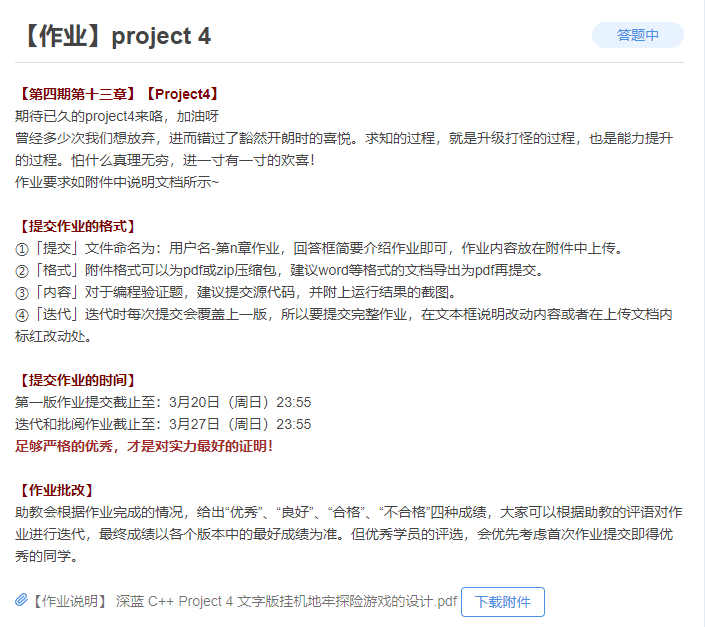 【作业】project 4
答题中
【第四期第十三章】【Project4】
期待已久的project4来咯，加油呀
曾经多少次我们想放弃，进而错过了豁然开朗时的喜悦。求知的过程，就是升级打怪的过程，也是能力提升
的过程。怕什么真理无穷，进一寸有一寸的欢喜！
作业要求如附件中说明文档所示~
【提交作业的格式】
①「提交」文件命名为：用户名-第n章作业，回答框简要介绍作业即可，作业内容放在附件中上传。
②「格式」附件格式可以为pdf或zip压缩包，建议word等格式的文档导出为pdf再提交。
③「内容」对于编程验证题，建议提交源代码，并附上运行结果的截图。
④「迭代」迭代时每次提交会覆盖上一版，所以要提交完整作业，在文本框说明改动内容或者在上传文档内
标红改动处。
【提交作业的时间】
第一版作业提交截止至：3月20日（周日）23:55
迭代和批阅作业截止至：3月27日（周日）23:55
足够严格的优秀，才是对实力最好的证明！
【作业批改】
助教会根据作业完成的情况，给出“优秀”、“良好”、“合格”、“不合格”四种成绩，大家可以根据助教的评语对作
业进行迭代，最终成绩以各个版本中的最好成绩为准。但优秀学员的评选，会优先考虑首次作业提交即得优
秀的同学。
【作业说明】 深蓝 C++ Project 4 文字版挂机地牢探险游戏的设计.pdf
下载附件